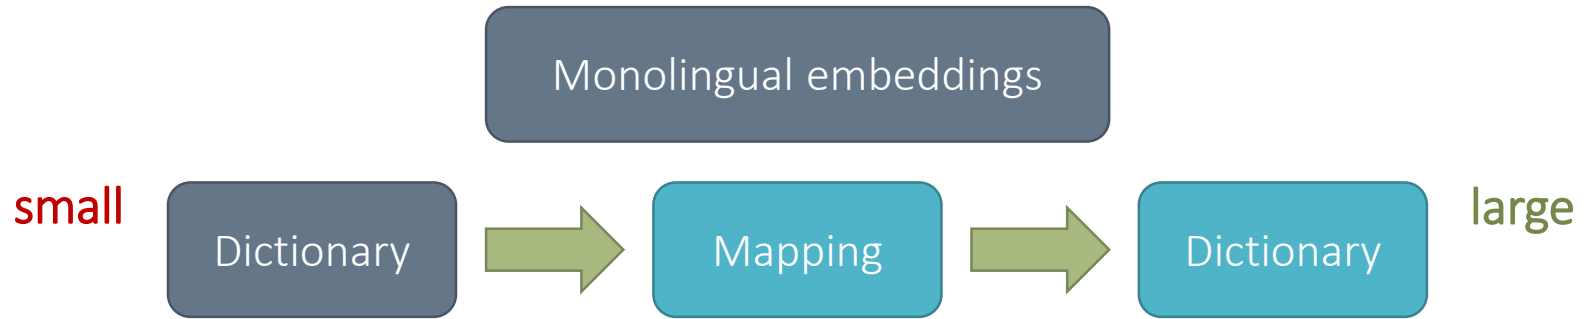 Monolingual embeddings
small
Dictionary
Mapping
Dictionary
large